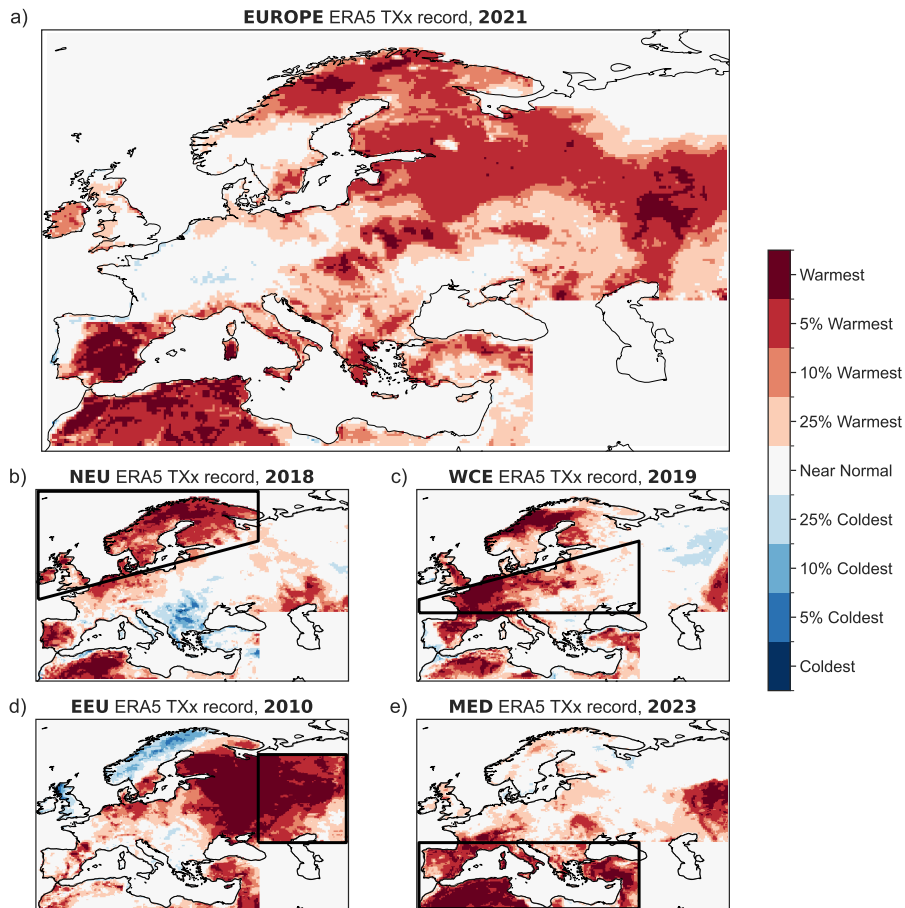 a) EUROPE ERA5 TXx record, 2021
Warmest
5% Warmest
10% Warmest
25% Warmest
Near Normal
25% Coldest
10% Coldest
5% Coldest
Coldest
b) NEU ERA5 TXx record, 2018
c) WCE ERA5 TXx record, 2019
d) EEU ERA5 TXx record, 2010
e) MED ERA5 TXx record, 2023